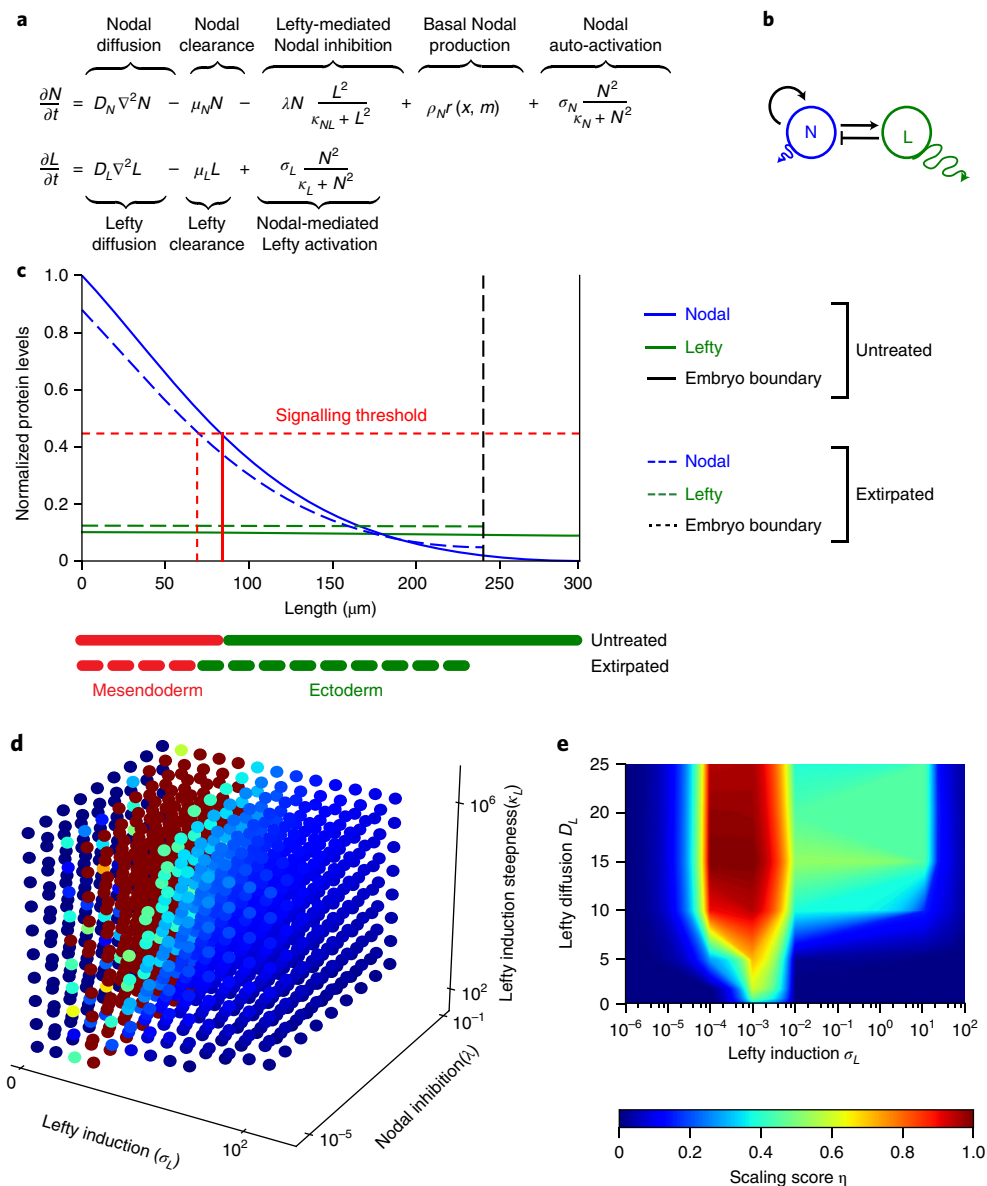 a
Nodal diffusion
Nodal clearance
Lefty-mediated Nodal inhibition
Basal Nodal production
Nodal auto-activation
∂N/∂t = D_N ∇²N − μ_N N − λN L²/(κ_NL + L²) + ρ_N r (x, m) + σ_N N²/(κ_N + N²)
∂L/∂t = D_L ∇²L − μ_L L + σ_L N²/(κ_L + N²)
Lefty diffusion
Lefty clearance
Nodal-mediated Lefty activation
b
N
L
c
Normalized protein levels
1.0
0.8
0.6
0.4
0.2
0
Signalling threshold
0 50 100 150 200 250 300
Length (μm)
Nodal
Lefty
Embryo boundary
Untreated
Nodal
Lefty
Embryo boundary
Extirpated
Untreated
Extirpated
Mesendoderm
Ectoderm
d
0
Lefty induction (σ_L)
10²
10⁻⁵
Nodal inhibition(λ)
10⁻¹
10²
Lefty induction steepness(κ_L)
10⁶
e
Lefty diffusion D_L
25
20
15
10
5
0
10⁻⁶ 10⁻⁵ 10⁻⁴ 10⁻³ 10⁻² 10⁻¹ 10⁰ 10¹ 10²
Lefty induction σ_L
0 0.2 0.4 0.6 0.8 1.0
Scaling score η